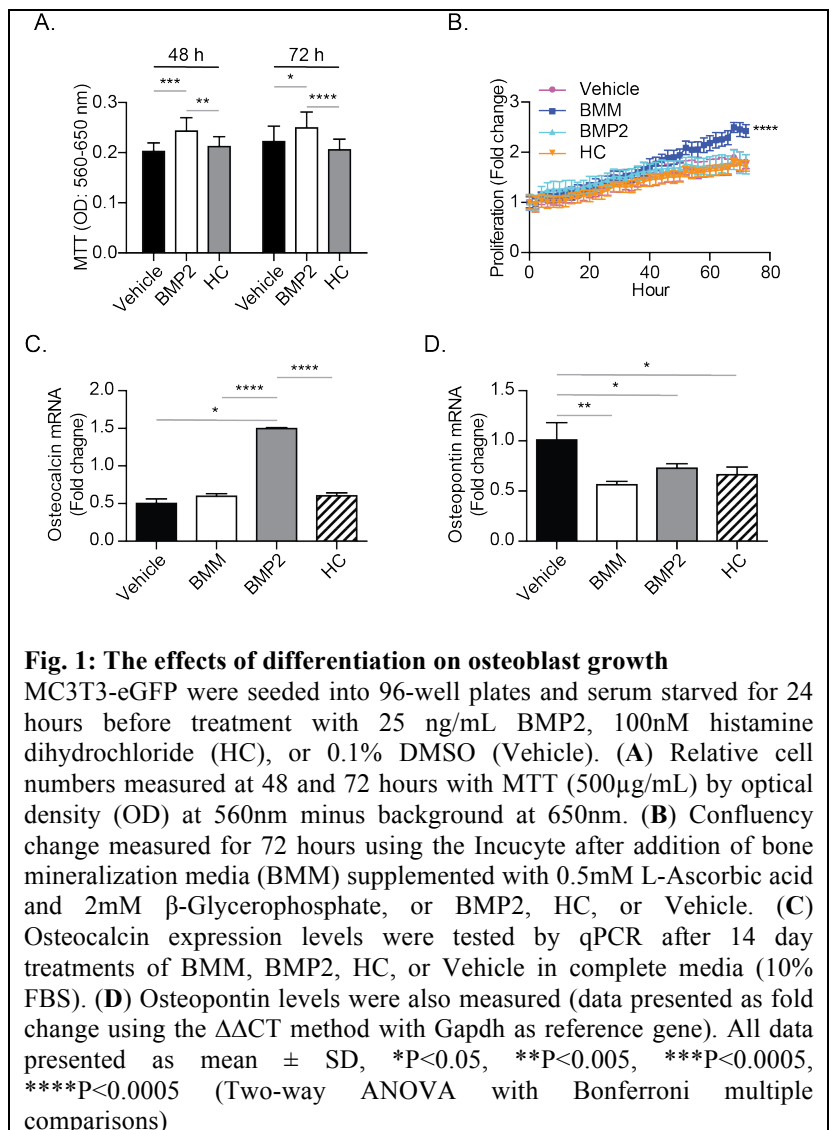 A.
48 h
72 h
***
**
*
****
MTT (OD: 560-650 nm)
0.3
0.2
0.1
0.0
Vehicle
BMP2
HC
Vehicle
BMP2
HC
B.
Vehicle
BMM
BMP2
HC
****
Proliferation (Fold change)
3
2
1
0
0
20
40
60
80
Hour
C.
****
****
*
Osteocalcin mRNA
(Fold chagne)
2.0
1.5
1.0
0.5
0.0
Vehicle
BMM
BMP2
HC
D.
*
*
**
Osteopontin mRNA
(Fold chagne)
1.5
1.0
0.5
0.0
Vehicle
BMM
BMP2
HC
Fig. 1: The effects of differentiation on osteoblast growth
MC3T3-eGFP were seeded into 96-well plates and serum starved for 24
hours before treatment with 25 ng/mL BMP2, 100nM histamine
dihydrochloride (HC), or 0.1% DMSO (Vehicle). (A) Relative cell
numbers measured at 48 and 72 hours with MTT (500µg/mL) by optical
density (OD) at 560nm minus background at 650nm. (B) Confluency
change measured for 72 hours using the Incucyte after addition of bone
mineralization media (BMM) supplemented with 0.5mM L-Ascorbic acid
and 2mM β-Glycerophosphate, or BMP2, HC, or Vehicle. (C)
Osteocalcin expression levels were tested by qPCR after 14 day
treatments of BMM, BMP2, HC, or Vehicle in complete media (10%
FBS). (D) Osteopontin levels were also measured (data presented as fold
change using the ΔΔCT method with Gapdh as reference gene). All data
presented as mean ± SD, *P<0.05, **P<0.005, ***P<0.0005,
****P<0.0005 (Two-way ANOVA with Bonferroni multiple
comparisons)